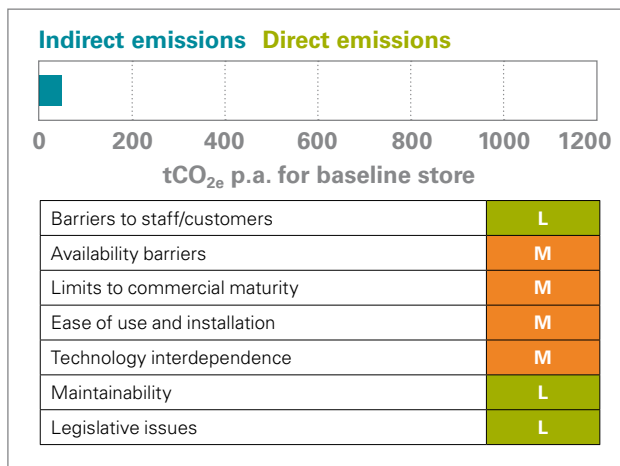 Indirect emissions Direct emissions
0 200 400 600 800 1000 1200
tCO2e p.a. for baseline store
Barriers to staff/customers L
Availability barriers M
Limits to commercial maturity M
Ease of use and installation M
Technology interdependence M
Maintainability L
Legislative issues L